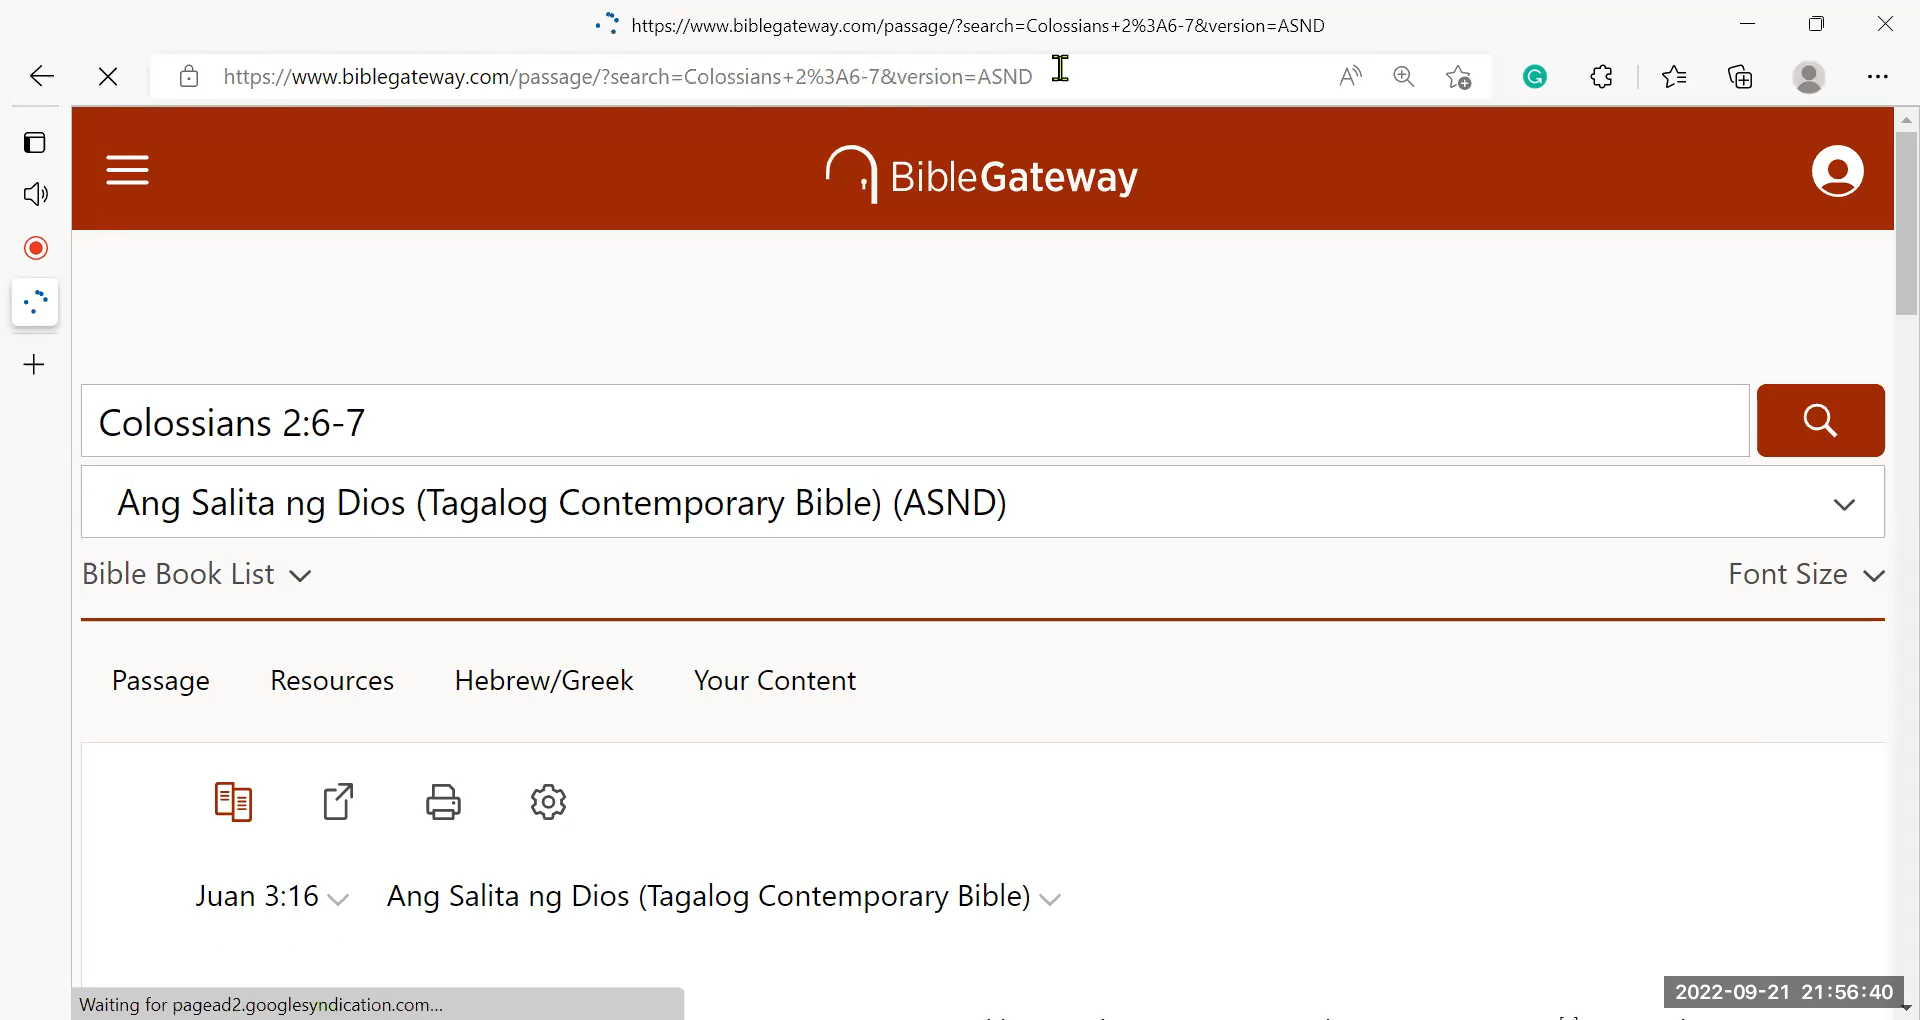 https://www.biblegateway.com/passage/?search=Colossians+2%3A6-7&version=ASND
https://www.biblegateway.com/passage/?search=Colossians+2%3A6-7&version=ASND
BibleGateway
Colossians 2:6-7
Ang Salita ng Dios (Tagalog Contemporary Bible) (ASND)
Bible Book List Font Size
Passage Resources Hebrew/Greek Your Content
Juan 3:16 Ang Salita ng Dios (Tagalog Contemporary Bible)
Waiting for pagead2.googlesyndication.com...
2022-09-21 21:56:40